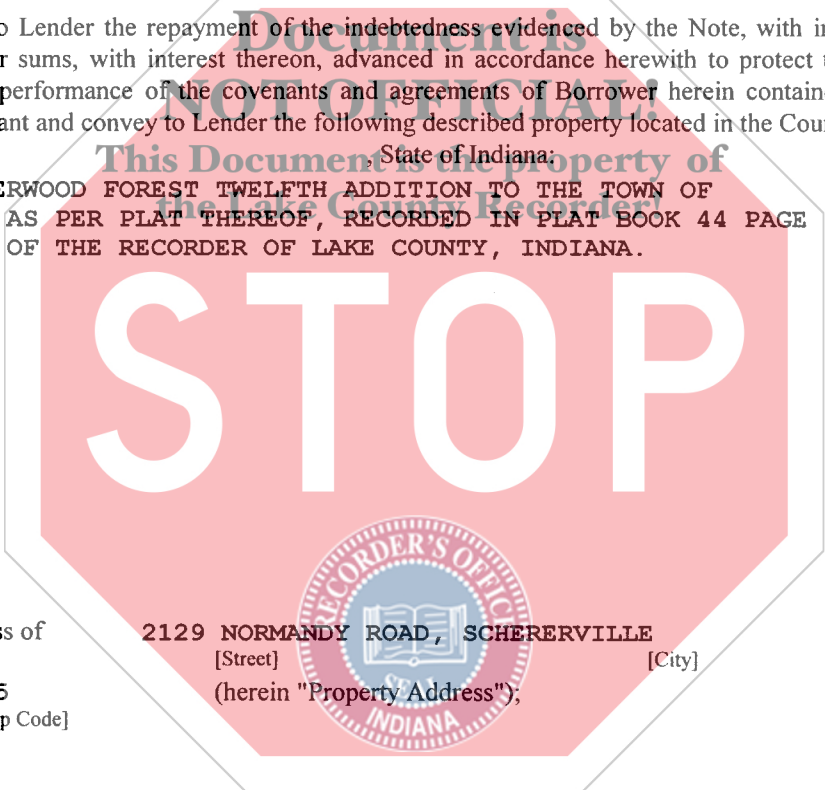 o Lender the repayment of the indebtedness evidenced by the Note, with in
Document is
r sums, with interest thereon, advanced in accordance herewith to protect t
performance of the covenants and agreements of Borrower herein contain
NOT OFFICIAL!
ant and convey to Lender the following described property located in the Cou
, State of Indiana:
This Document is the property of
ERWOOD FOREST TWELFTH ADDITION TO THE TOWN OF
the Lake County Recorder!
AS PER PLAT THEREOF, RECORDED IN PLAT BOOK 44 PAGE
OF THE RECORDER OF LAKE COUNTY, INDIANA.
STOP
RECORDER'S OFFICE
ss of 2129 NORMANDY ROAD, SCHERERVILLE
[Street] [City]
SEAL
(herein "Property Address");
p Code]
INDIANA